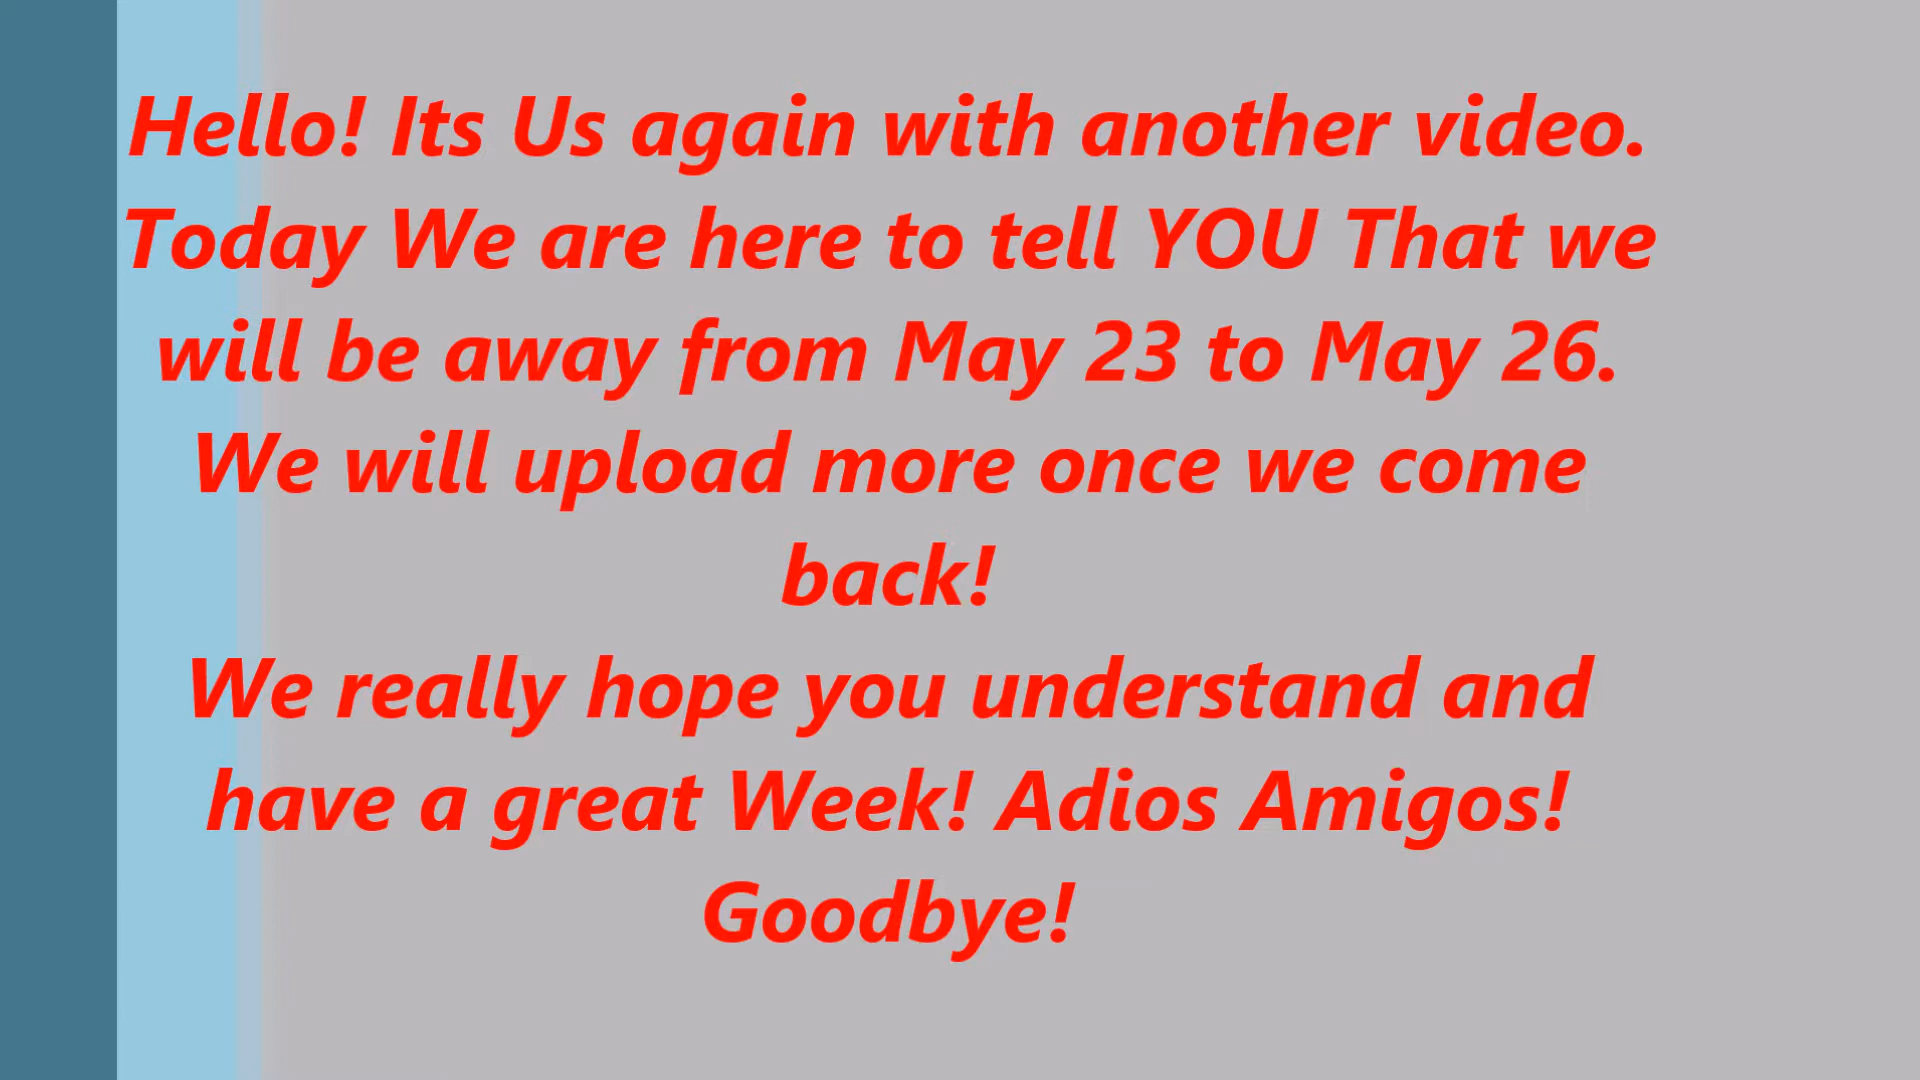 Hello! Its Us again with another video.
Today We are here to tell YOU That we
will be away from May 23 to May 26.
We will upload more once we come
back!
We really hope you understand and
have a great Week! Adios Amigos!
Goodbye!